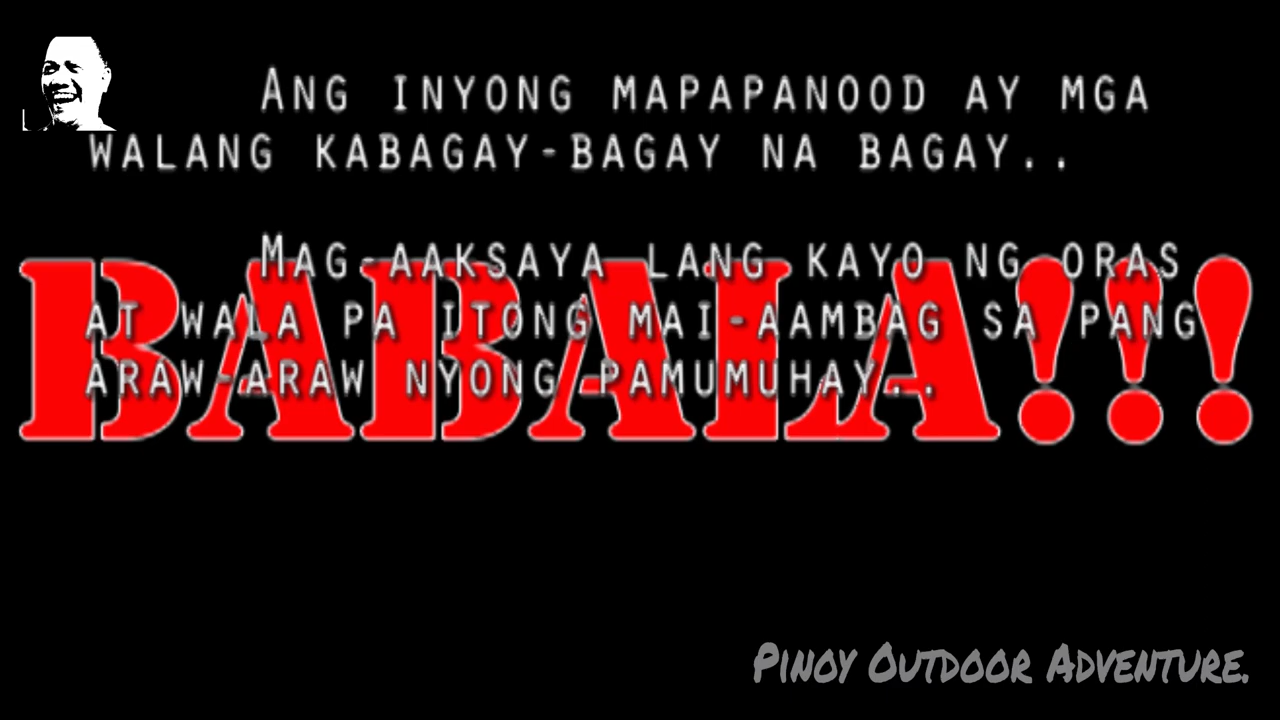 Ang inyong mapapanood ay mga
walang kabagay-bagay na bagay..
Mag-aaksaya lang kayo ng oras
at wala pa itong mai-aambag sa pang
araw-araw nyong pamumuhay..
BABALA!!!
Pinoy Outdoor Adventure.